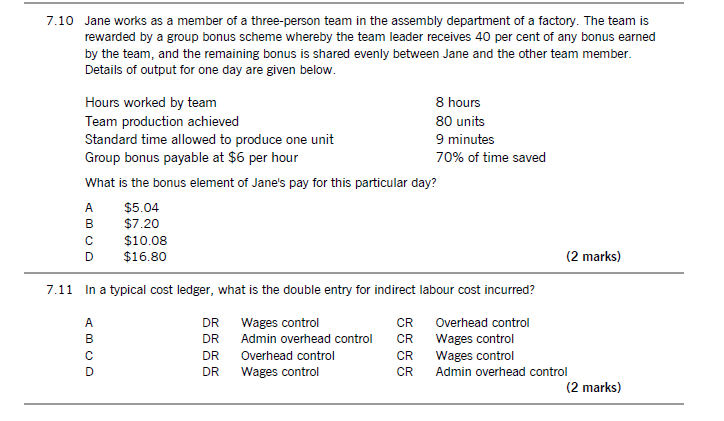 7.10 Jane works as a member of a three-person team in the assembly department of a factory. The team is
rewarded by a group bonus scheme whereby the team leader receives 40 per cent of any bonus earned
by the team, and the remaining bonus is shared evenly between Jane and the other team member.
Details of output for one day are given below.
Hours worked by team 8 hours
Team production achieved 80 units
Standard time allowed to produce one unit 9 minutes
Group bonus payable at $6 per hour 70% of time saved
What is the bonus element of Jane's pay for this particular day?
A $5.04
B $7.20
C $10.08
D $16.80 (2 marks)
7.11 In a typical cost ledger, what is the double entry for indirect labour cost incurred?
A DR Wages control CR Overhead control
B DR Admin overhead control CR Wages control
C DR Overhead control CR Wages control
D DR Wages control CR Admin overhead control
(2 marks)